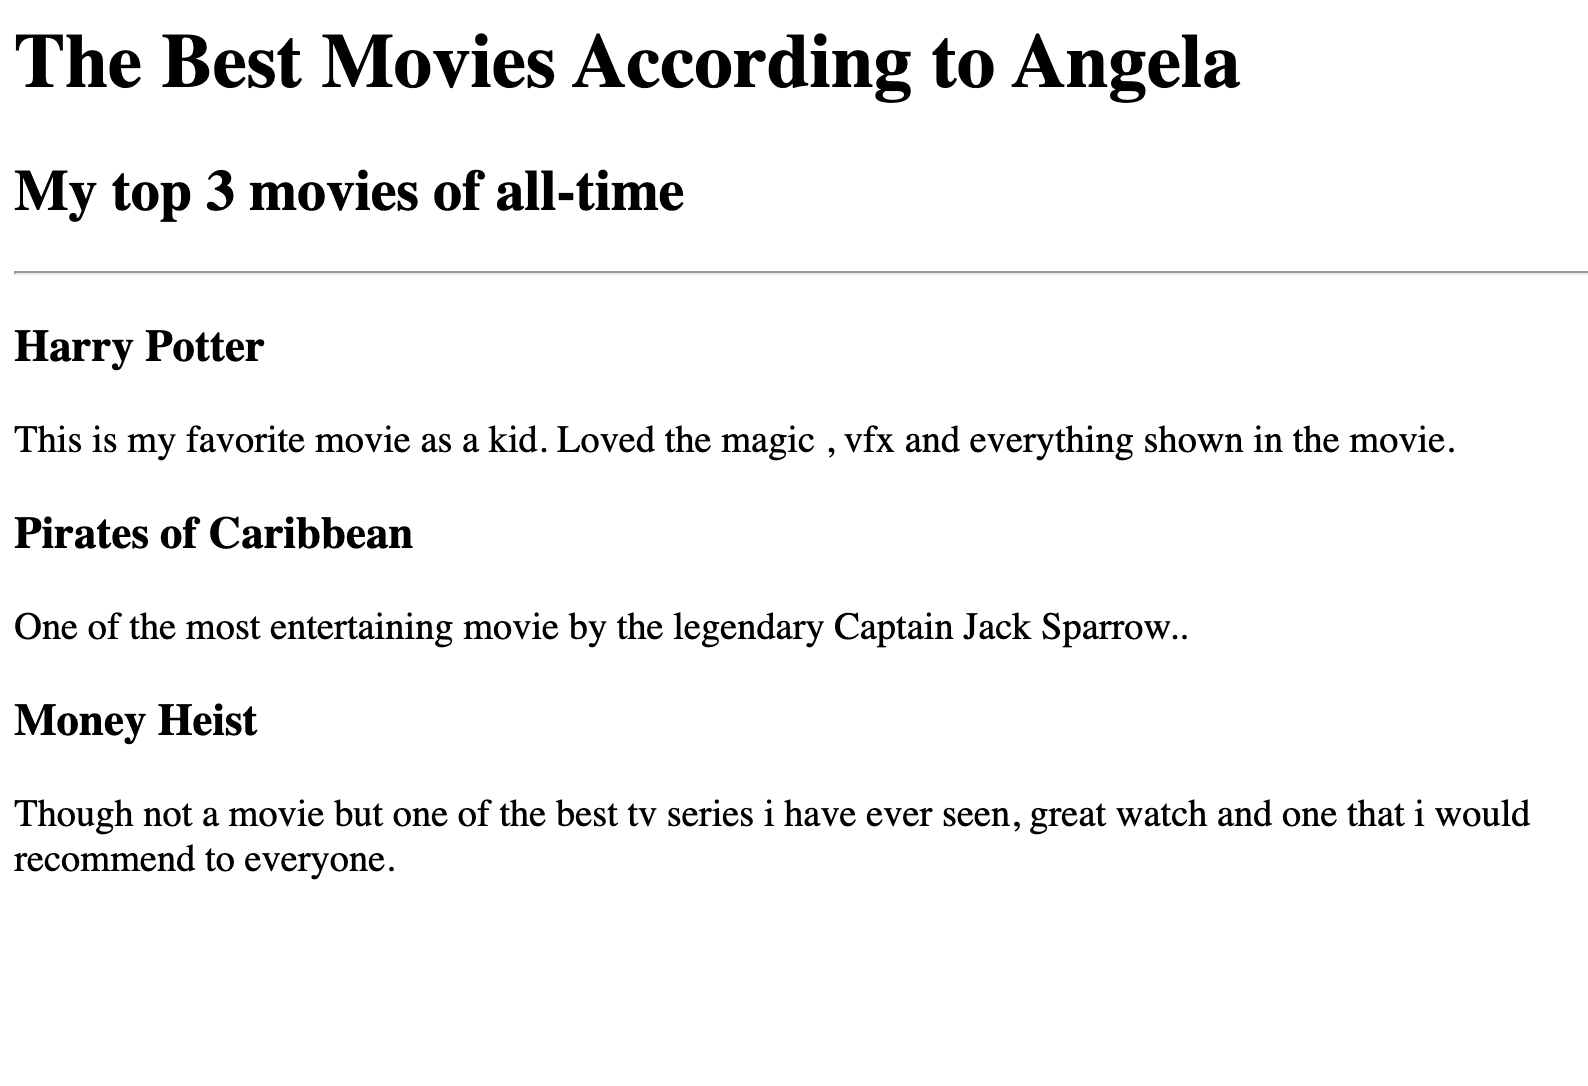 The Best Movies According to Angela
My top 3 movies of all-time
Harry Potter
This is my favorite movie as a kid. Loved the magic , vfx and everything shown in the movie.
Pirates of Caribbean
One of the most entertaining movie by the legendary Captain Jack Sparrow..
Money Heist
Though not a movie but one of the best tv series i have ever seen, great watch and one that i would
recommend to everyone.